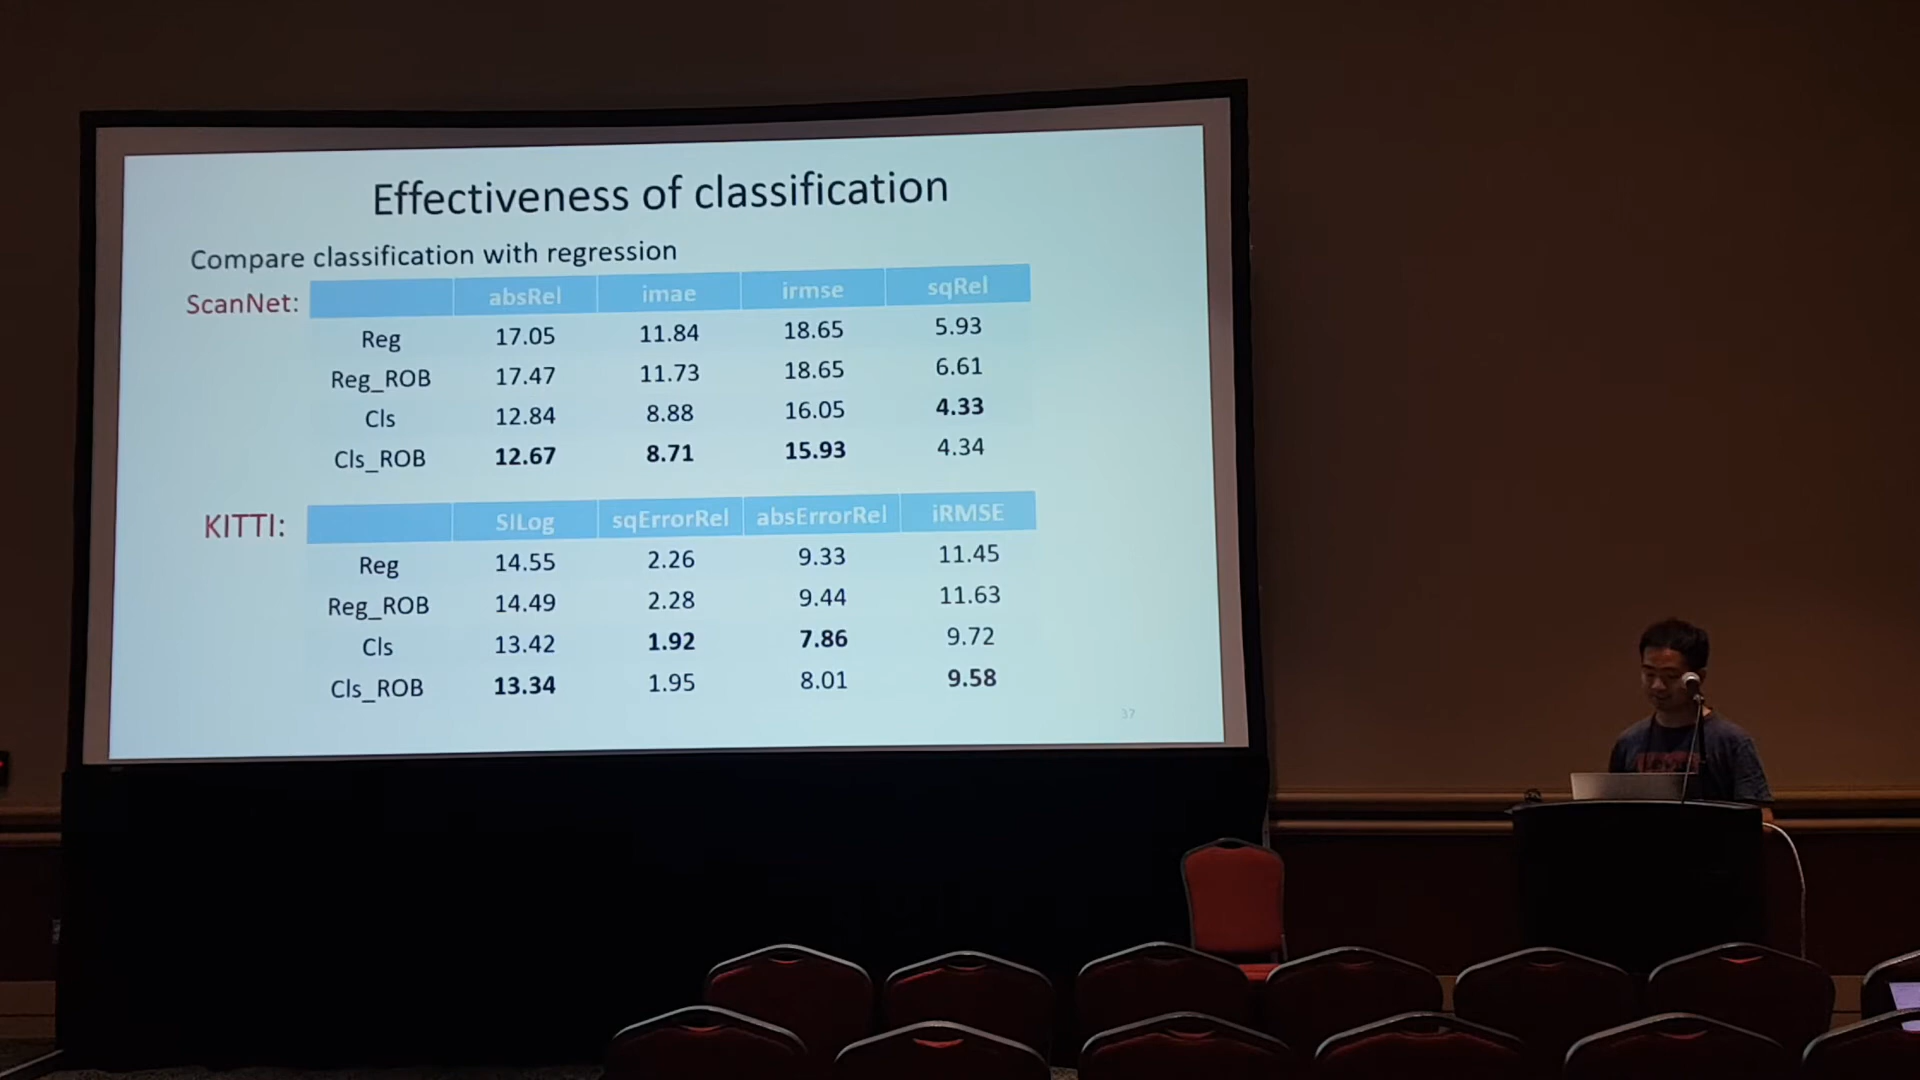 Effectiveness of classification
Compare classification with regression
ScanNet: absRel imae irmse sqRel
Reg 17.05 11.84 18.65 5.93
Reg_ROB 17.47 11.73 18.65 6.61
Cls 12.84 8.88 16.05 4.33
Cls_ROB 12.67 8.71 15.93 4.34
KITTI: SILog sqErrorRel absErrorRel iRMSE
Reg 14.55 2.26 9.33 11.45
Reg_ROB 14.49 2.28 9.44 11.63
Cls 13.42 1.92 7.86 9.72
Cls_ROB 13.34 1.95 8.01 9.58
37